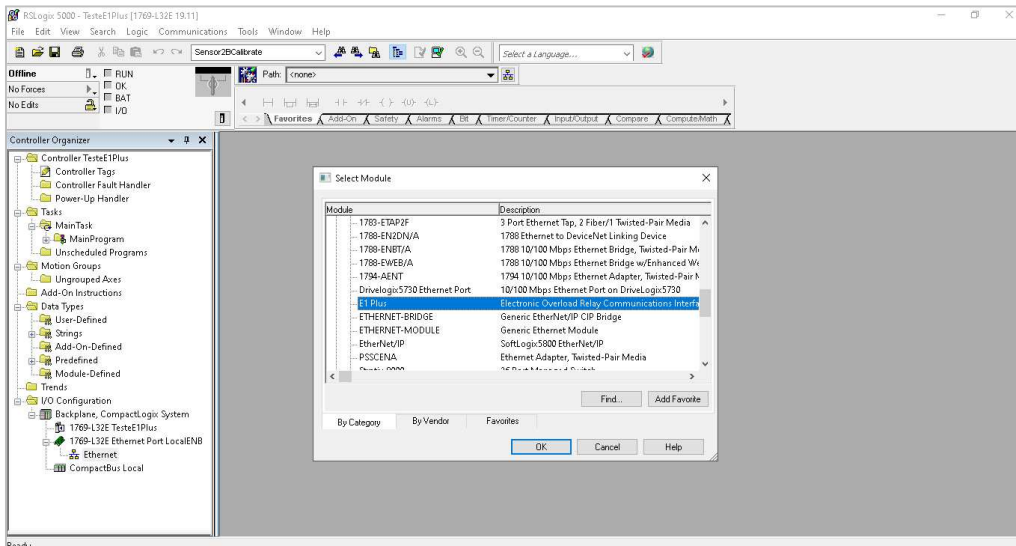 RSLogix 5000 - TesteE1Plus [1769-L32E 19.11]
File Edit View Search Logic Communications Tools Window Help
Sensor2BCalibrate
Select a Language...
Offline
RUN
No Forces
OK
No Edits
BAT
I/O
Path: <none>
Favorites
Add-On
Safety
Alarms
Bit
Timer/Counter
Input/Output
Compare
Compute/Math
Controller Organizer
Controller TesteE1Plus
Controller Tags
Controller Fault Handler
Power-Up Handler
Tasks
MainTask
MainProgram
Unscheduled Programs
Motion Groups
Ungrouped Axes
Add-On Instructions
Data Types
User-Defined
Strings
Add-On-Defined
Predefined
Module-Defined
Trends
I/O Configuration
Backplane, CompactLogix System
1769-L32E TesteE1Plus
1769-L32E Ethernet Port LocalENB
Ethernet
CompactBus Local
Select Module
Module Description
1783-ETAP2F 3 Port Ethernet Tap, 2 Fiber/1 Twisted-Pair Media
1788-EN2DN/A 1788 Ethernet to DeviceNet Linking Device
1788-ENBT/A 1788 10/100 Mbps Ethernet Bridge, Twisted-Pair Me
1788-EWEB/A 1788 10/100 Mbps Ethernet Bridge w/Enhanced We
1794-AENT 1794 10/100 Mbps Ethernet Adapter, Twisted-Pair M
Drivelogix5730 Ethernet Port 10/100 Mbps Ethernet Port on DriveLogix5730
E1 Plus Electronic Overload Relay Communications Interfa
ETHERNET-BRIDGE Generic EtherNet/IP CIP Bridge
ETHERNET-MODULE Generic Ethernet Module
EtherNet/IP SoftLogix5800 EtherNet/IP
PSSCENA Ethernet Adapter, Twisted-Pair Media
Find...
Add Favorite
By Category
By Vendor
Favorites
OK
Cancel
Help